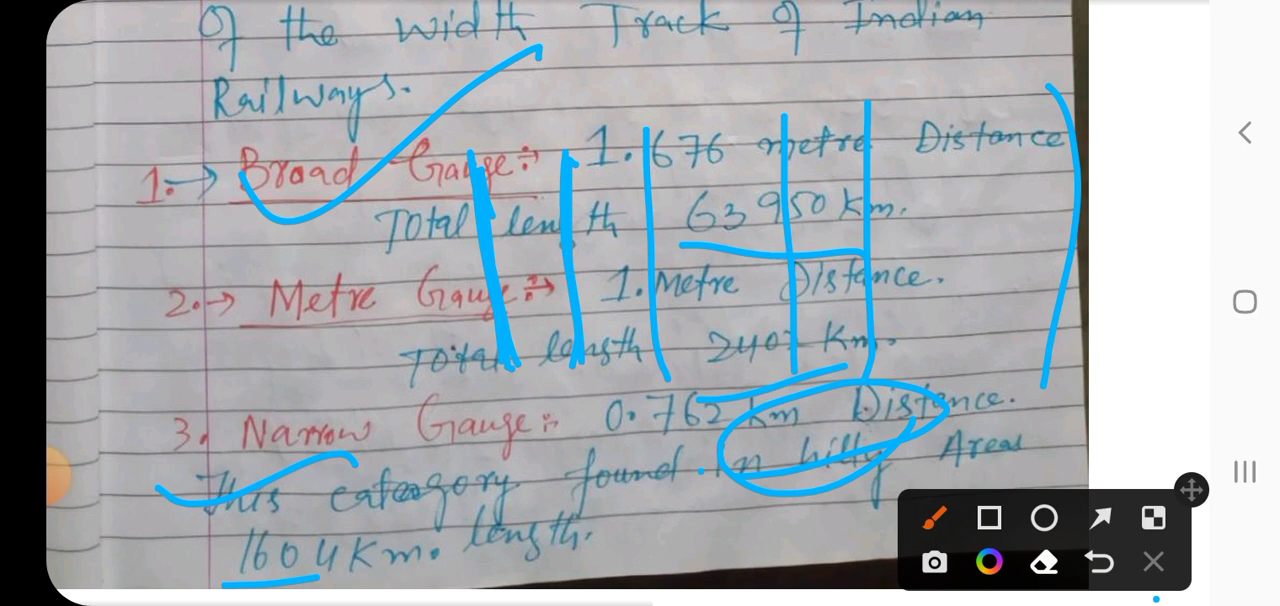 Of the width Track of Indian
Railways.
1.→ Broad Gauge:→ 1.676 metre Distance
Total length 63950 Km.
2.→ Metre Gauge:→ 1.Metre Distance.
Total length 2402 Km.
3. Narrow Gauge:- 0.762 km Distance.
This category found in hilly Areas
1604 Km. length.